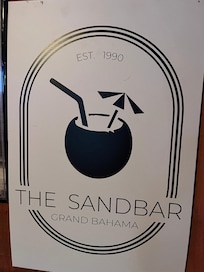 EST. 1990
THE SANDBAR
GRAND BAHAMA